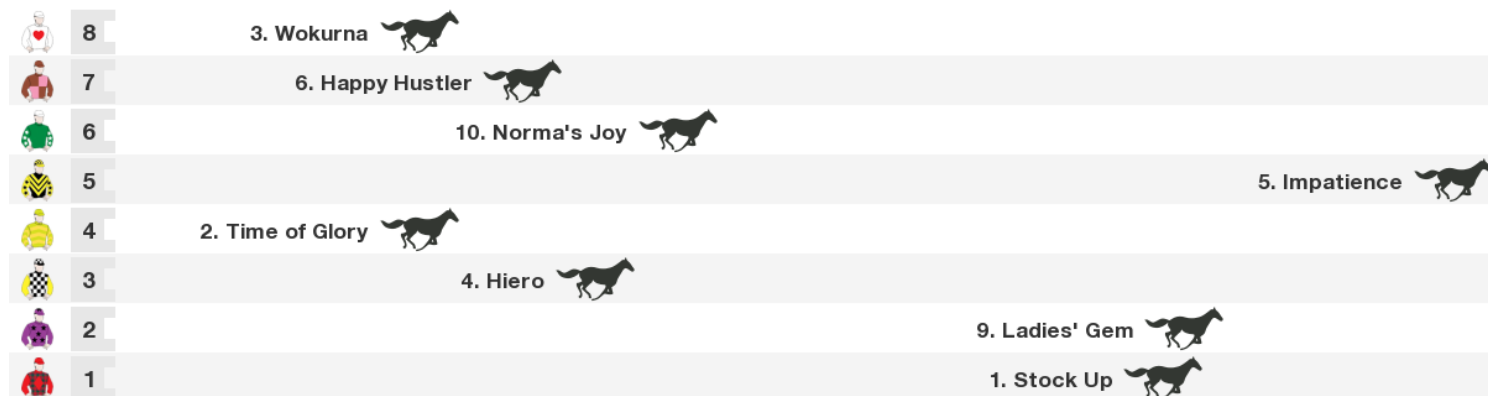 8 3. Wokurna
7 6. Happy Hustler
6 10. Norma's Joy
5 5. Impatience
4 2. Time of Glory
3 4. Hiero
2 9. Ladies' Gem
1 1. Stock Up